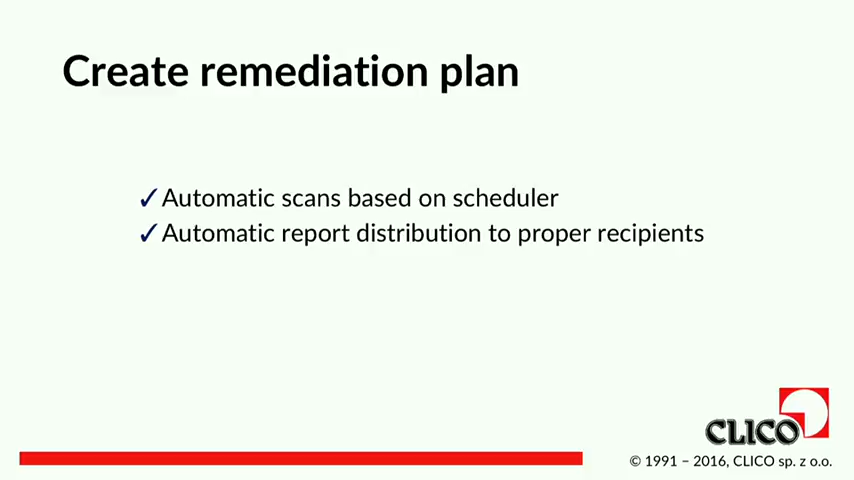 Create remediation plan
✓Automatic scans based on scheduler
✓Automatic report distribution to proper recipients
CLICO
© 1991 – 2016, CLICO sp. z o.o.